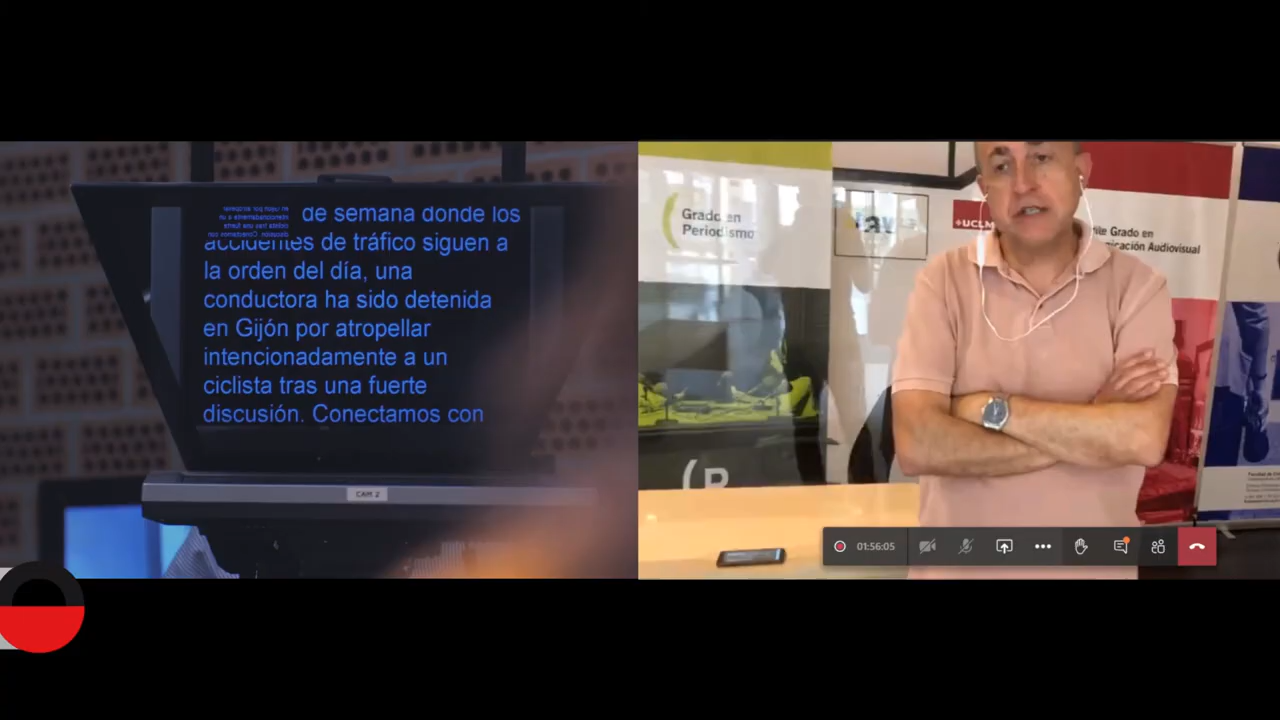 de semana donde los
accidentes de tráfico siguen a
la orden del día, una
conductora ha sido detenida
en Gijón por atropellar
intencionadamente a un
ciclista tras una fuerte
discusión. Conectamos con
CAM 2
Grado en
Periodismo
UCLM
Grado en
Audiovisual
01:56:05